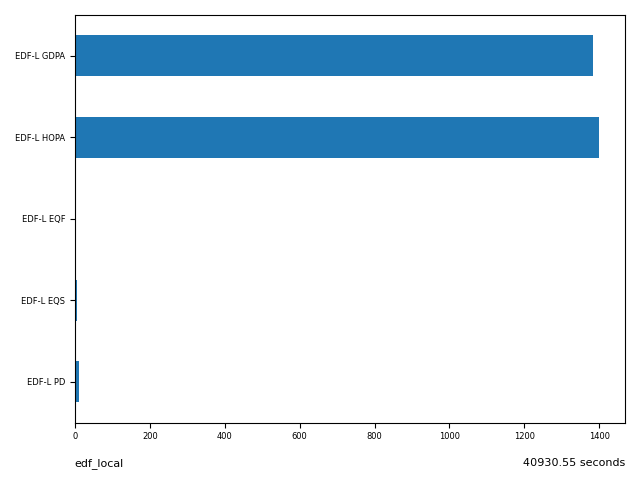 EDF-L GDPA
EDF-L HOPA
EDF-L EQF
EDF-L EQS
EDF-L PD
0 200 400 600 800 1000 1200 1400
edf_local 40930.55 seconds